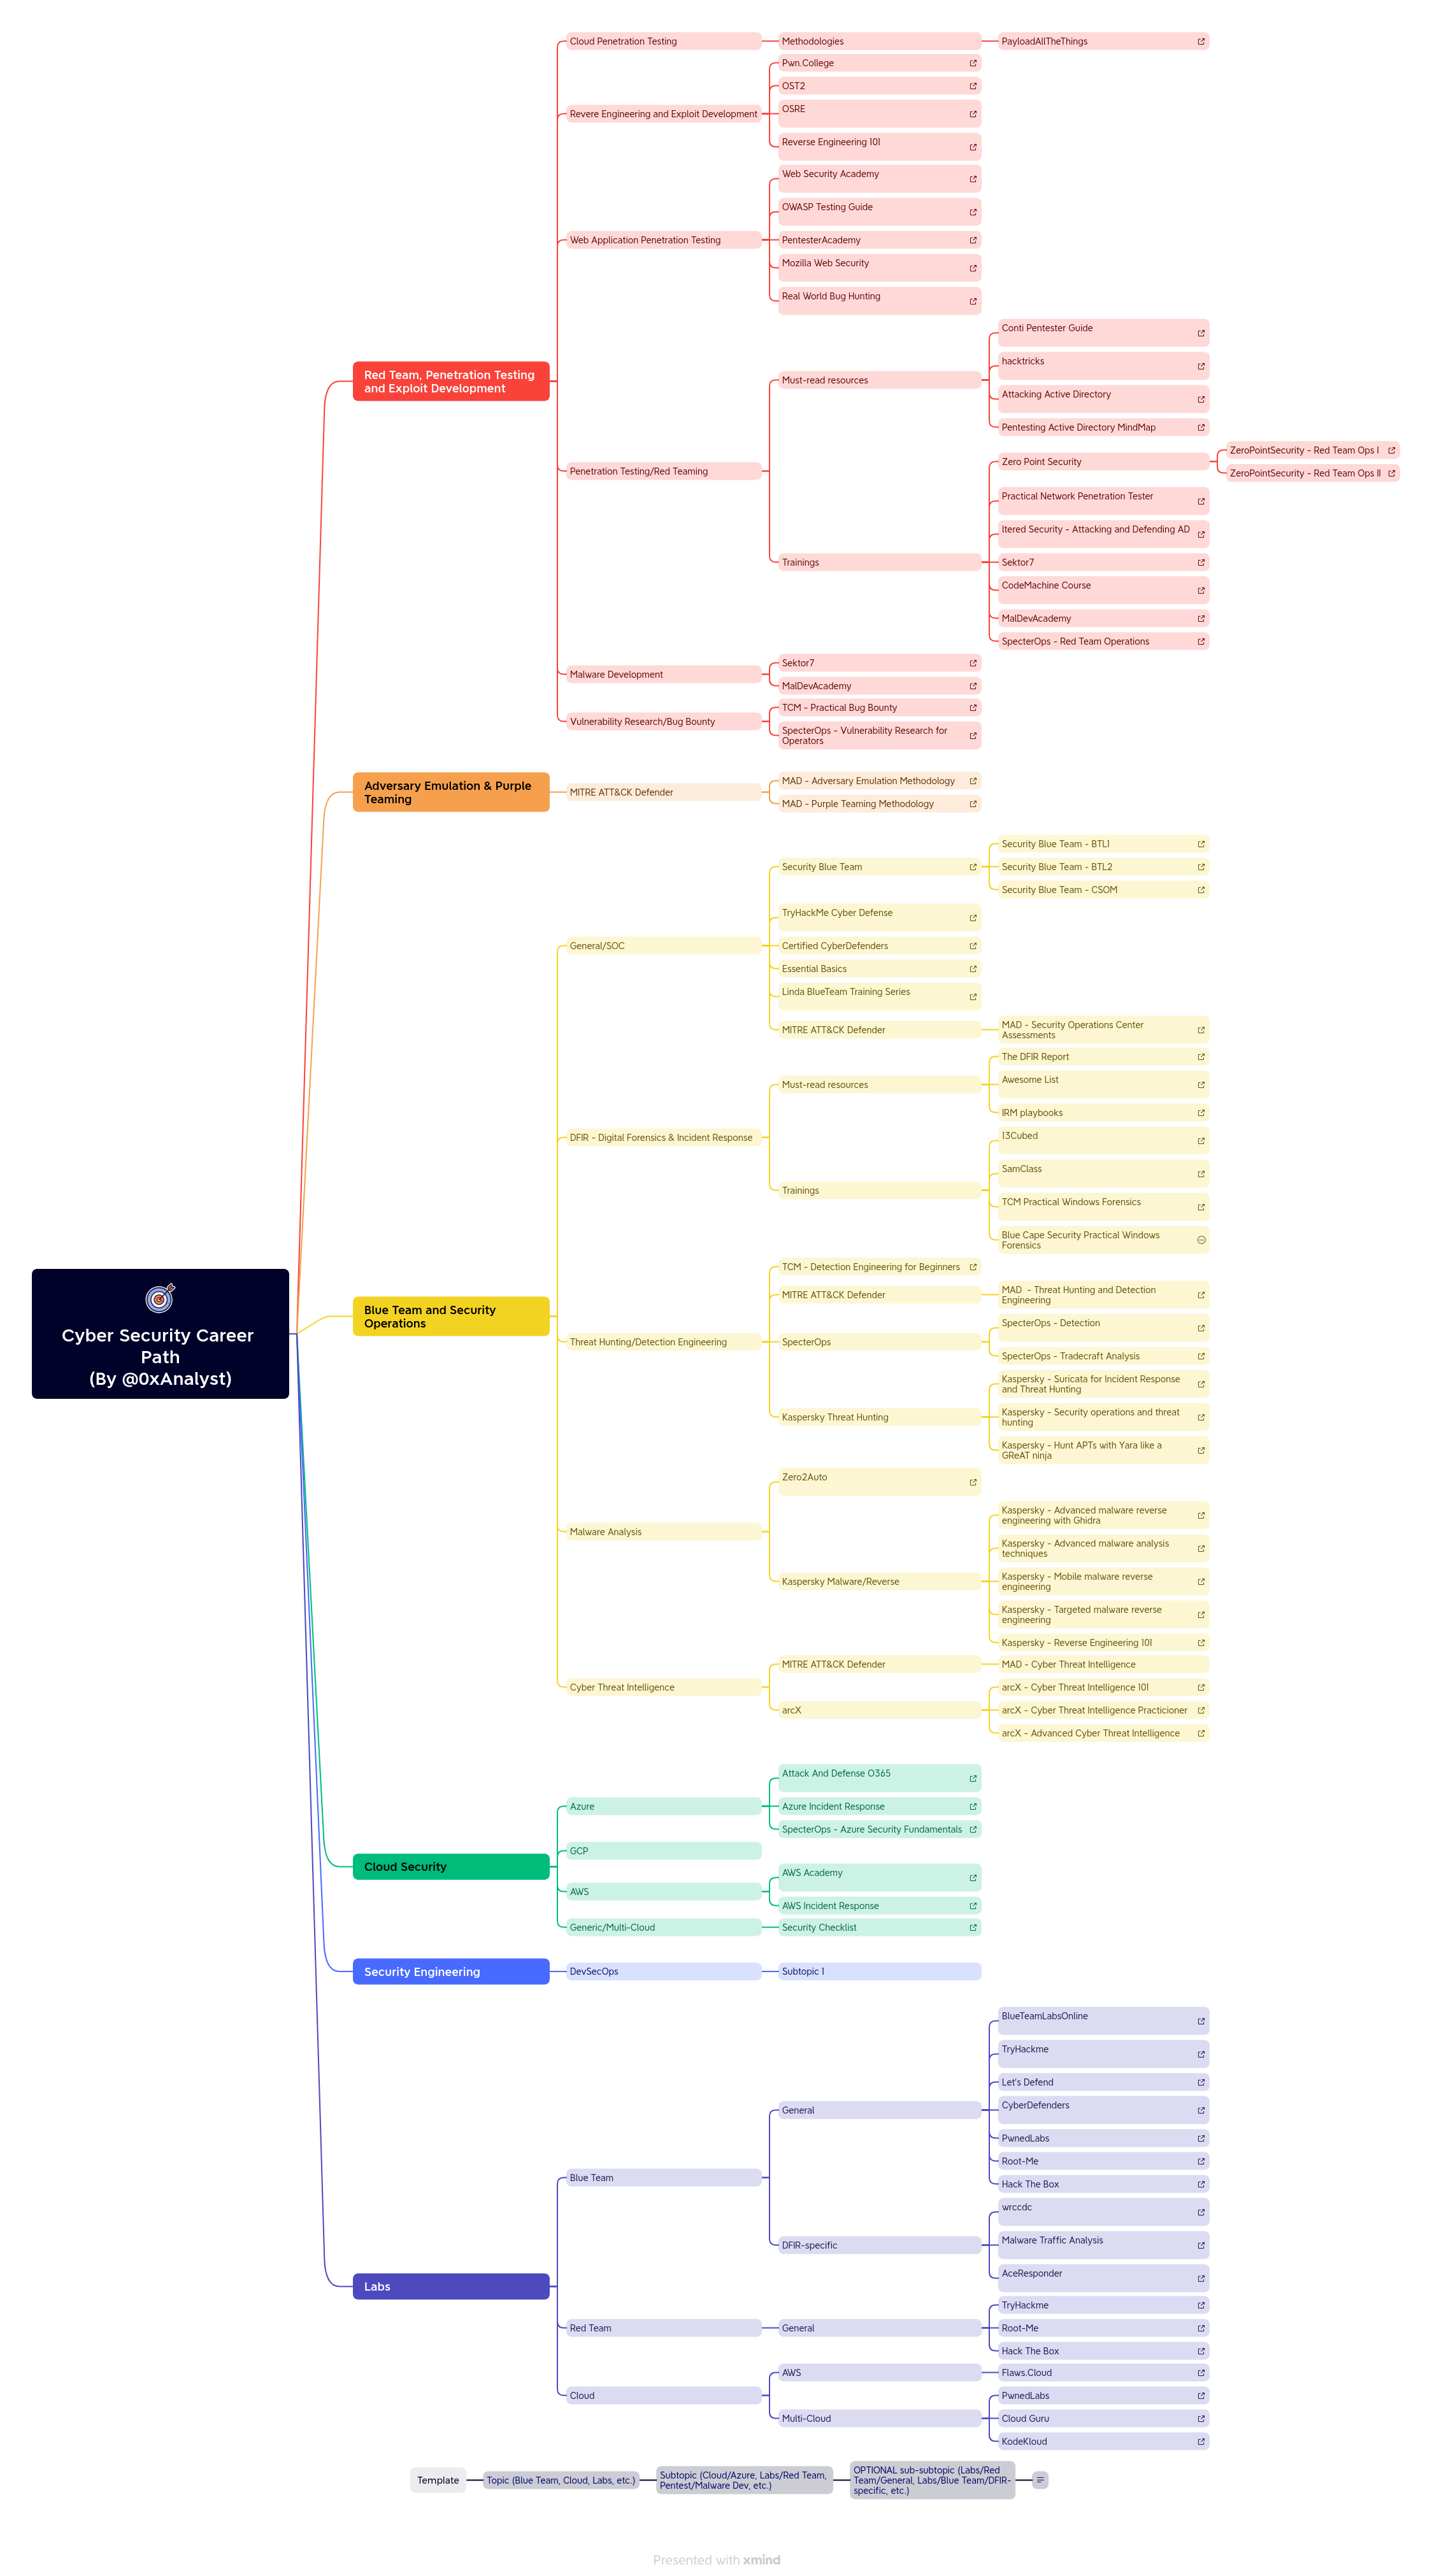 Cyber Security Career
Path
(By @0xAnalyst)
Red Team, Penetration Testing
and Exploit Development
Cloud Penetration Testing
Methodologies
PayloadAllTheThings
Revere Engineering and Exploit Development
Pwn.College
OST2
OSRE
Reverse Engineering 101
Web Application Penetration Testing
Web Security Academy
OWASP Testing Guide
PentesterAcademy
Mozilla Web Security
Real World Bug Hunting
Penetration Testing/Red Teaming
Must-read resources
Conti Pentester Guide
hacktricks
Attacking Active Directory
Pentesting Active Directory MindMap
Trainings
Zero Point Security
ZeroPointSecurity - Red Team Ops I
ZeroPointSecurity - Red Team Ops II
Practical Network Penetration Tester
ltered Security - Attacking and Defending AD
Sektor7
CodeMachine Course
MalDevAcademy
SpecterOps - Red Team Operations
Malware Development
Sektor7
MalDevAcademy
Vulnerability Research/Bug Bounty
TCM - Practical Bug Bounty
SpecterOps - Vulnerability Research for
Operators
Adversary Emulation & Purple
Teaming
MITRE ATT&CK Defender
MAD - Adversary Emulation Methodology
MAD - Purple Teaming Methodology
Blue Team and Security
Operations
General/SOC
Security Blue Team
Security Blue Team - BTL1
Security Blue Team - BTL2
Security Blue Team - CSOM
TryHackMe Cyber Defense
Certified CyberDefenders
Essential Basics
Linda BlueTeam Training Series
MITRE ATT&CK Defender
MAD - Security Operations Center
Assessments
DFIR - Digital Forensics & Incident Response
Must-read resources
The DFIR Report
Awesome List
IRM playbooks
Trainings
13Cubed
SamClass
TCM Practical Windows Forensics
Blue Cape Security Practical Windows
Forensics
Threat Hunting/Detection Engineering
TCM - Detection Engineering for Beginners
MITRE ATT&CK Defender
MAD - Threat Hunting and Detection
Engineering
SpecterOps
SpecterOps - Detection
SpecterOps - Tradecraft Analysis
Kaspersky Threat Hunting
Kaspersky - Suricata for Incident Response
and Threat Hunting
Kaspersky - Security operations and threat
hunting
Kaspersky - Hunt APTs with Yara like a
GReAT ninja
Malware Analysis
Zero2Auto
Kaspersky Malware/Reverse
Kaspersky - Advanced malware reverse
engineering with Ghidra
Kaspersky - Advanced malware analysis
techniques
Kaspersky - Mobile malware reverse
engineering
Kaspersky - Targeted malware reverse
engineering
Kaspersky - Reverse Engineering 101
Cyber Threat Intelligence
MITRE ATT&CK Defender
MAD - Cyber Threat Intelligence
arcX
arcX - Cyber Threat Intelligence 101
arcX - Cyber Threat Intelligence Practicioner
arcX - Advanced Cyber Threat Intelligence
Cloud Security
Azure
Attack And Defense O365
Azure Incident Response
SpecterOps - Azure Security Fundamentals
GCP
AWS
AWS Academy
AWS Incident Response
Generic/Multi-Cloud
Security Checklist
Security Engineering
DevSecOps
Subtopic 1
Labs
Blue Team
General
BlueTeamLabsOnline
TryHackme
Let's Defend
CyberDefenders
PwnedLabs
Root-Me
Hack The Box
DFIR-specific
wrccdc
Malware Traffic Analysis
AceResponder
Red Team
General
TryHackme
Root-Me
Hack The Box
Cloud
AWS
Flaws.Cloud
Multi-Cloud
PwnedLabs
Cloud Guru
KodeKloud
Template
Topic (Blue Team, Cloud, Labs, etc.)
Subtopic (Cloud/Azure, Labs/Red Team,
Pentest/Malware Dev, etc.)
OPTIONAL sub-subtopic (Labs/Red
Team/General, Labs/Blue Team/DFIR-
specific, etc.)
Presented with xmind